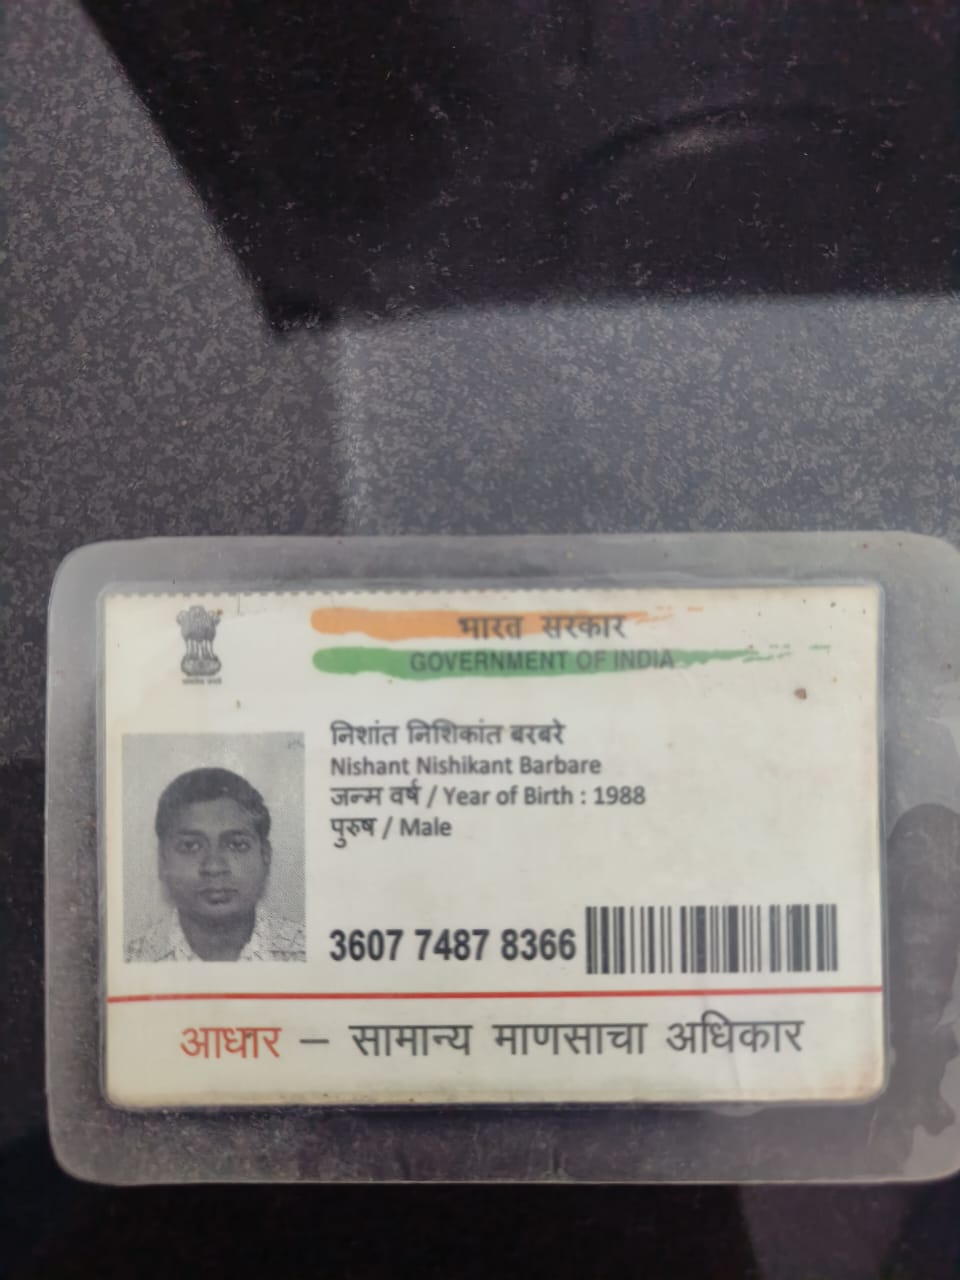 भारत सरकार
GOVERNMENT OF INDIA
निशांत निशिकांत बरबरे
Nishant Nishikant Barbare
जन्म वर्ष / Year of Birth : 1988
पुरुष / Male
3607 7487 8366
आधार – सामान्य माणसाचा अधिकार